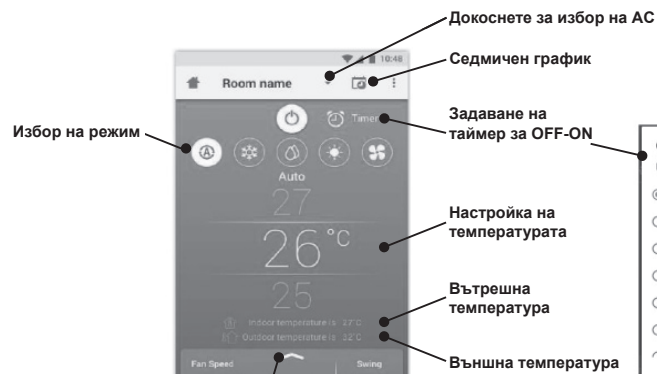 Докоснете за избор на AC
10:48
Седмичен график
Room name
Задаване на
таймер за OFF-ON
Timer
Избор на режим
A
Auto
27
Настройка на
температурата
26°C
25
Вътрешна
температура
Indoor temperature is : 27°C
Outdoor temperature is : 32°C
Външна температура
Fan Speed
Swing